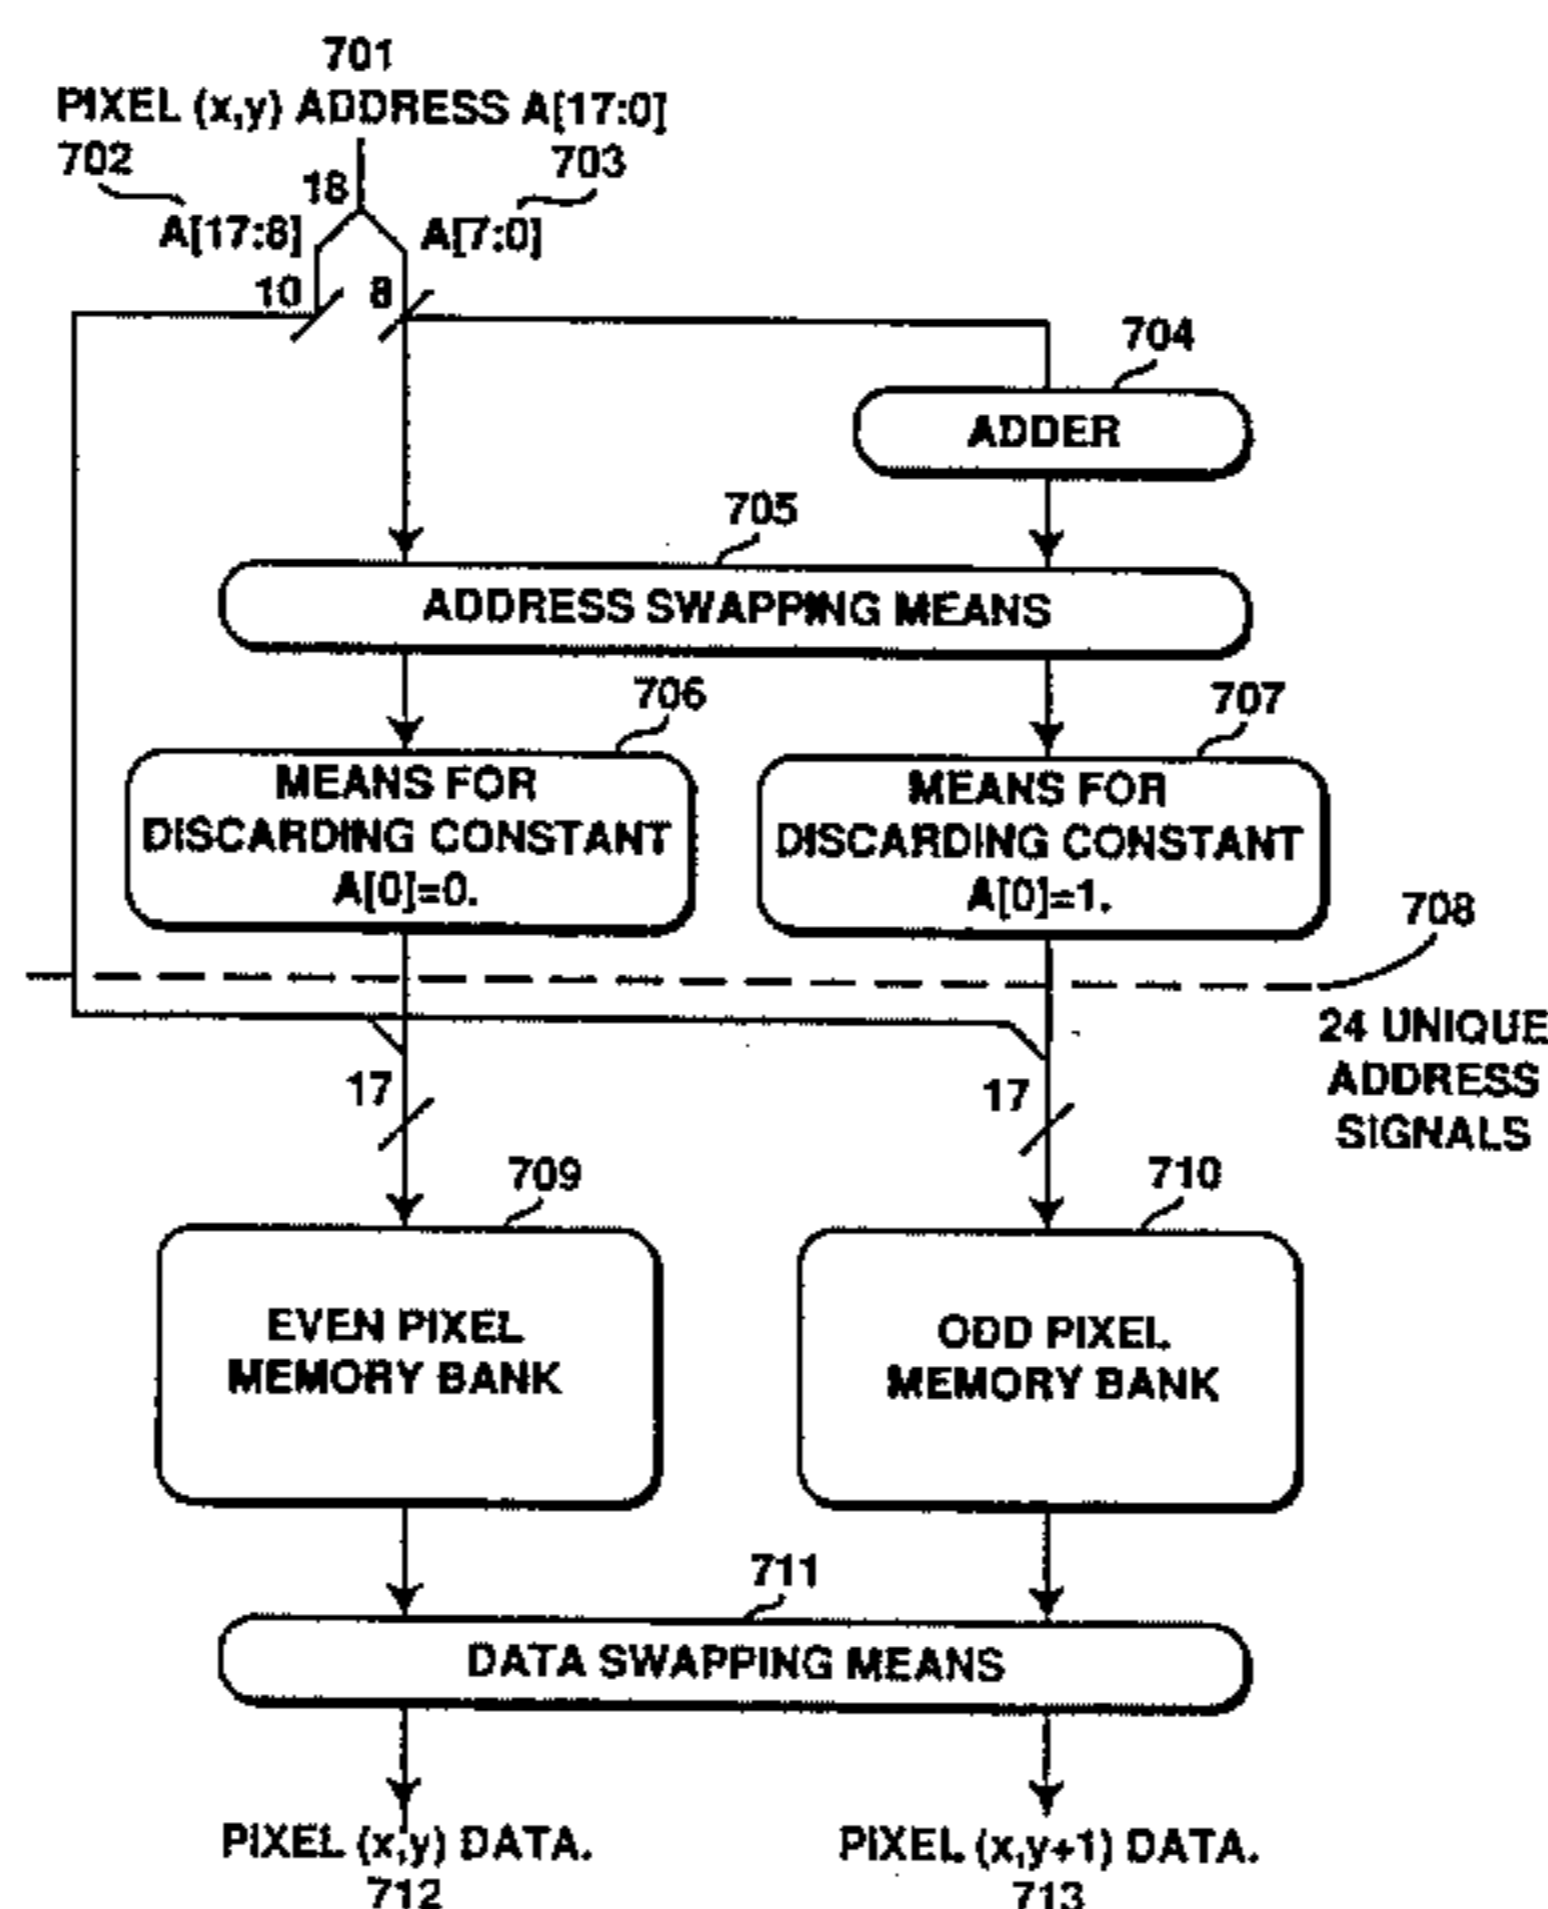 701
PIXEL (x,y) ADDRESS A[17:0]
702
703
18
A[17:8]
A[7:0]
10
8
704
ADDER
705
ADDRESS SWAPPING MEANS
706
707
MEANS FOR
DISCARDING CONSTANT
A[0]=0.
MEANS FOR
DISCARDING CONSTANT
A[0]=1.
708
24 UNIQUE
ADDRESS
SIGNALS
17
17
709
710
EVEN PIXEL
MEMORY BANK
ODD PIXEL
MEMORY BANK
711
DATA SWAPPING MEANS
PIXEL (x,y) DATA.
712
PIXEL (x,y+1) DATA.
713